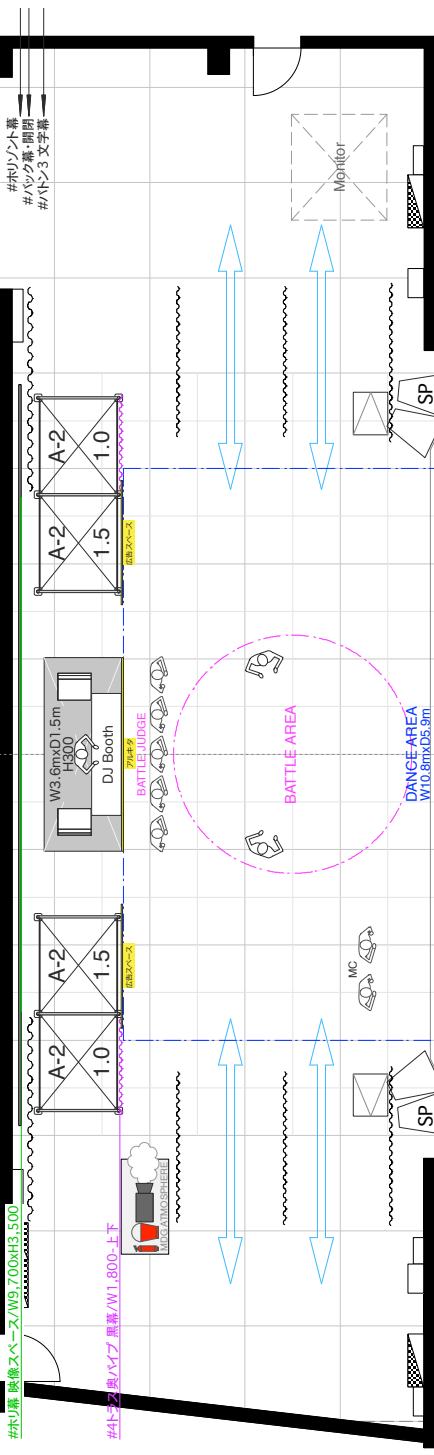 #ホリゾント幕
#バック幕・開閉
#バトン3 文字幕
Monitor
SP
A-2
1.0
A-2
1.5
広告スペース
W3.6mxD1.5m
H300
DJ Booth
アルキタ
BATTLE JUDGE
BATTLE AREA
DANCE AREA
W10.8mxD5.9m
A-2
1.5
広告スペース
A-2
1.0
MC
SP
MDG ATMOSPHERE
#ホリ幕 映像スペース/W9,700xH3,500
#4トラス奥パイプ 黒幕/W1,800-上下